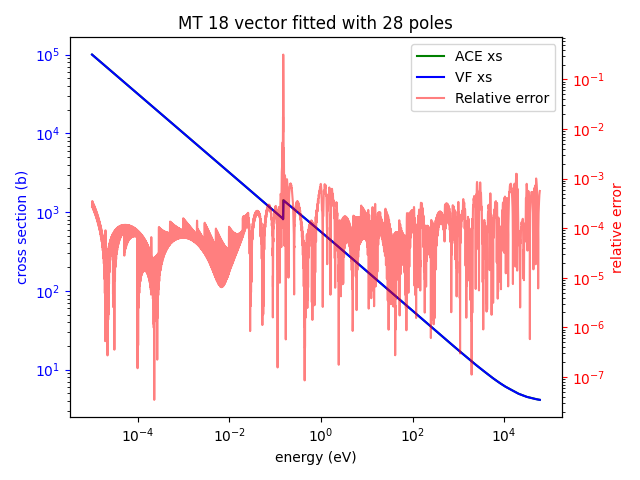 MT 18 vector fitted with 28 poles
ACE xs
VF xs
Relative error
cross section (b)
10^5
10^4
10^3
10^2
10^1
relative error
10^-1
10^-2
10^-3
10^-4
10^-5
10^-6
10^-7
10^-4 10^-2 10^0 10^2 10^4
energy (eV)